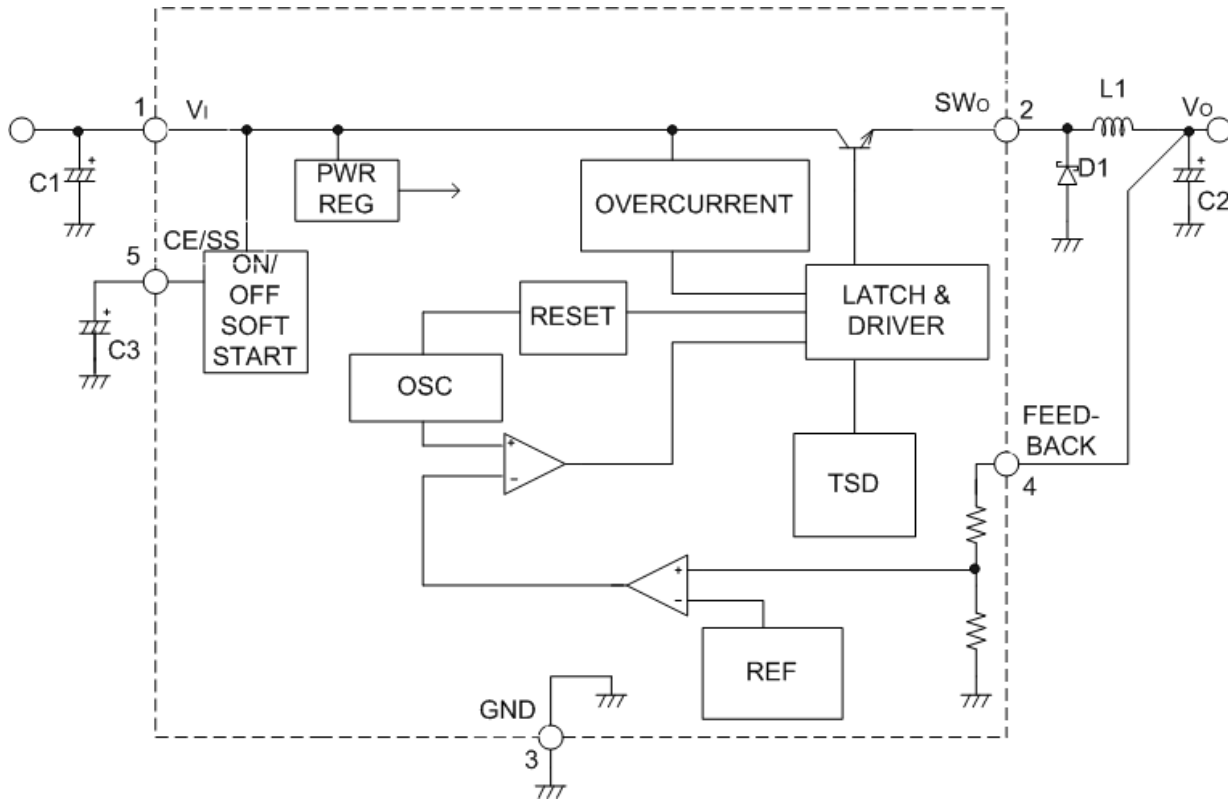 1
VI
SWO
2
L1
VO
C1
+
PWR
REG
OVERCURRENT
D1
+
C2
5
CE/SS
ON/
OFF
SOFT
START
+
C3
RESET
LATCH &
DRIVER
OSC
+
−
TSD
FEED-
BACK
4
+
−
REF
GND
3